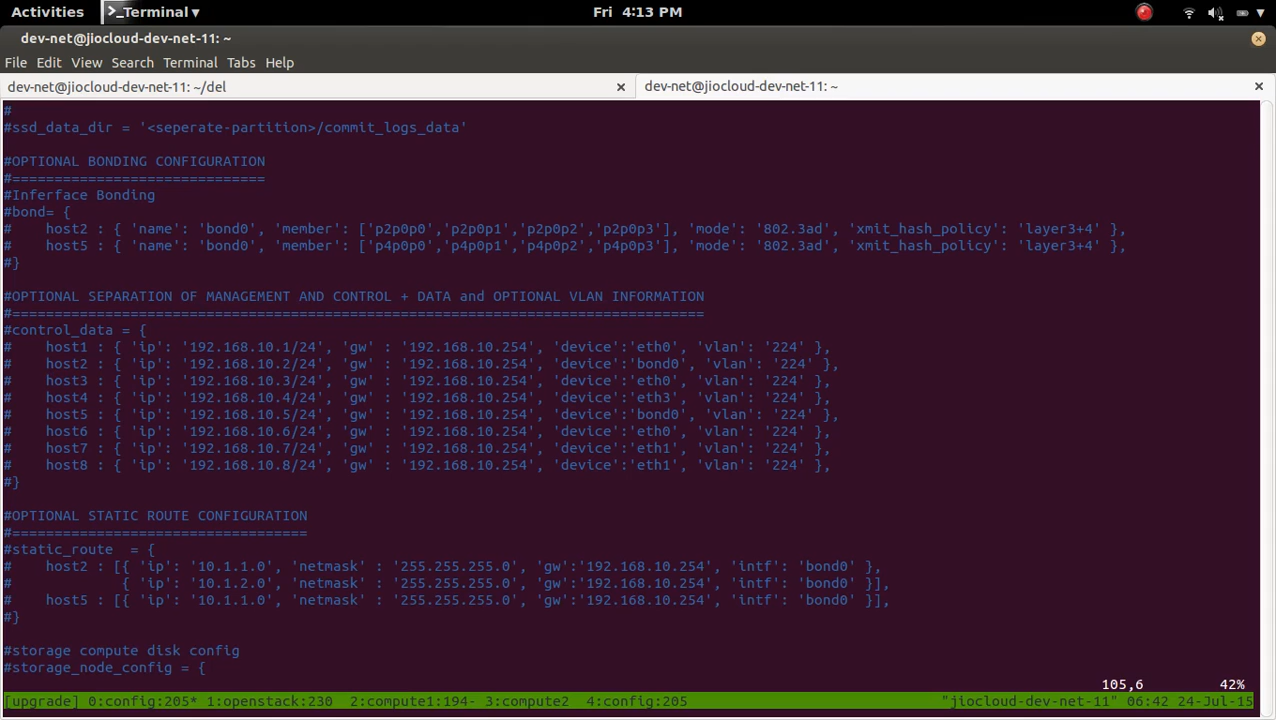 Activities Terminal ▾ Fri 4:13 PM
dev-net@jiocloud-dev-net-11: ~
File Edit View Search Terminal Tabs Help
dev-net@jiocloud-dev-net-11: ~/del × dev-net@jiocloud-dev-net-11: ~ ×
#
#ssd_data_dir = '<seperate-partition>/commit_logs_data'
#OPTIONAL BONDING CONFIGURATION
#==============================
#Inferface Bonding
#bond= {
#    host2 : { 'name': 'bond0', 'member': ['p2p0p0','p2p0p1','p2p0p2','p2p0p3'], 'mode': '802.3ad', 'xmit_hash_policy': 'layer3+4' },
#    host5 : { 'name': 'bond0', 'member': ['p4p0p0','p4p0p1','p4p0p2','p4p0p3'], 'mode': '802.3ad', 'xmit_hash_policy': 'layer3+4' },
#}
#OPTIONAL SEPARATION OF MANAGEMENT AND CONTROL + DATA and OPTIONAL VLAN INFORMATION
#==================================================================================
#control_data = {
#    host1 : { 'ip': '192.168.10.1/24', 'gw' : '192.168.10.254', 'device':'eth0', 'vlan': '224' },
#    host2 : { 'ip': '192.168.10.2/24', 'gw' : '192.168.10.254', 'device':'bond0', 'vlan': '224' },
#    host3 : { 'ip': '192.168.10.3/24', 'gw' : '192.168.10.254', 'device':'eth0', 'vlan': '224' },
#    host4 : { 'ip': '192.168.10.4/24', 'gw' : '192.168.10.254', 'device':'eth3', 'vlan': '224' },
#    host5 : { 'ip': '192.168.10.5/24', 'gw' : '192.168.10.254', 'device':'bond0', 'vlan': '224' },
#    host6 : { 'ip': '192.168.10.6/24', 'gw' : '192.168.10.254', 'device':'eth0', 'vlan': '224' },
#    host7 : { 'ip': '192.168.10.7/24', 'gw' : '192.168.10.254', 'device':'eth1', 'vlan': '224' },
#    host8 : { 'ip': '192.168.10.8/24', 'gw' : '192.168.10.254', 'device':'eth1', 'vlan': '224' },
#}
#OPTIONAL STATIC ROUTE CONFIGURATION
#===================================
#static_route  = {
#    host2 : [{ 'ip': '10.1.1.0', 'netmask' : '255.255.255.0', 'gw':'192.168.10.254', 'intf': 'bond0' },
#             { 'ip': '10.1.2.0', 'netmask' : '255.255.255.0', 'gw':'192.168.10.254', 'intf': 'bond0' }],
#    host5 : [{ 'ip': '10.1.1.0', 'netmask' : '255.255.255.0', 'gw':'192.168.10.254', 'intf': 'bond0' }],
#}
#storage compute disk config
#storage_node_config = {
105,6 42%
[upgrade] 0:config:205* 1:openstack:230  2:compute1:194- 3:compute2  4:config:205 "jiocloud-dev-net-11" 06:42 24-Jul-15